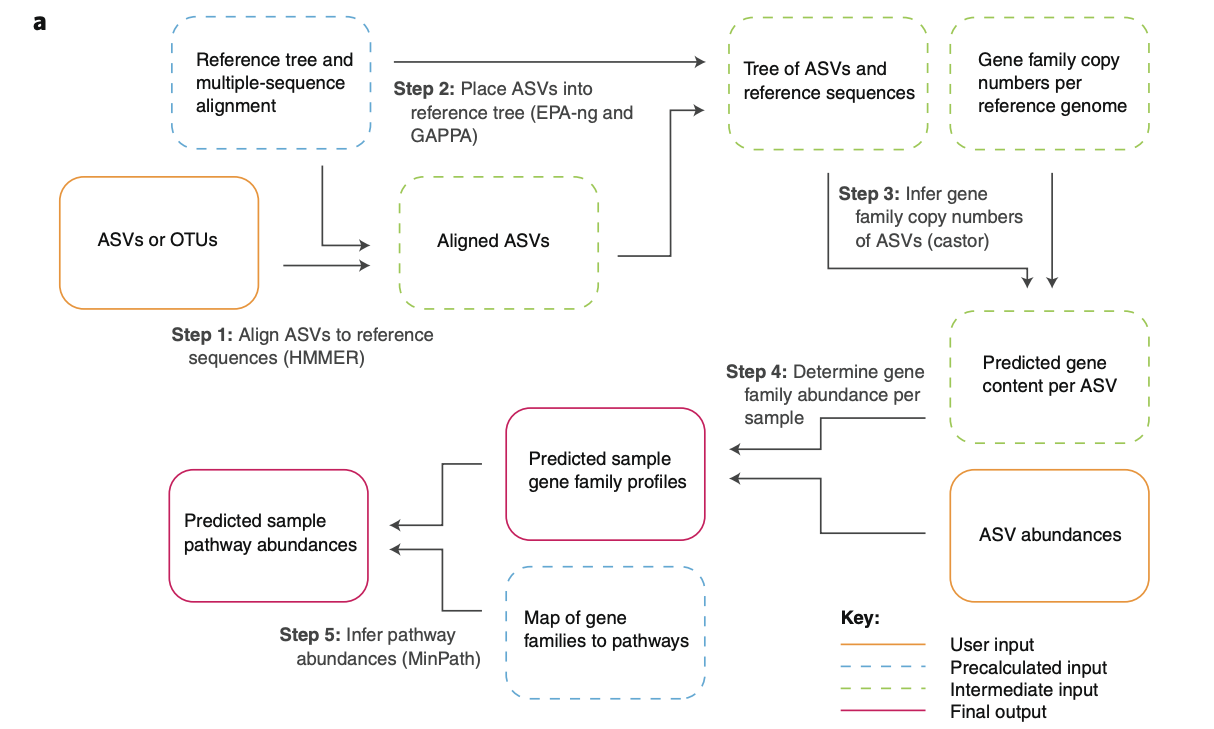 a
Reference tree and
multiple-sequence
alignment
Step 2: Place ASVs into
reference tree (EPA-ng and
GAPPA)
Tree of ASVs and
reference sequences
Gene family copy
numbers per
reference genome
ASVs or OTUs
Aligned ASVs
Step 3: Infer gene
family copy numbers
of ASVs (castor)
Step 1: Align ASVs to reference
sequences (HMMER)
Predicted gene
content per ASV
Step 4: Determine gene
family abundance per
sample
Predicted sample
gene family profiles
Predicted sample
pathway abundances
ASV abundances
Map of gene
families to pathways
Step 5: Infer pathway
abundances (MinPath)
Key:
User input
Precalculated input
Intermediate input
Final output